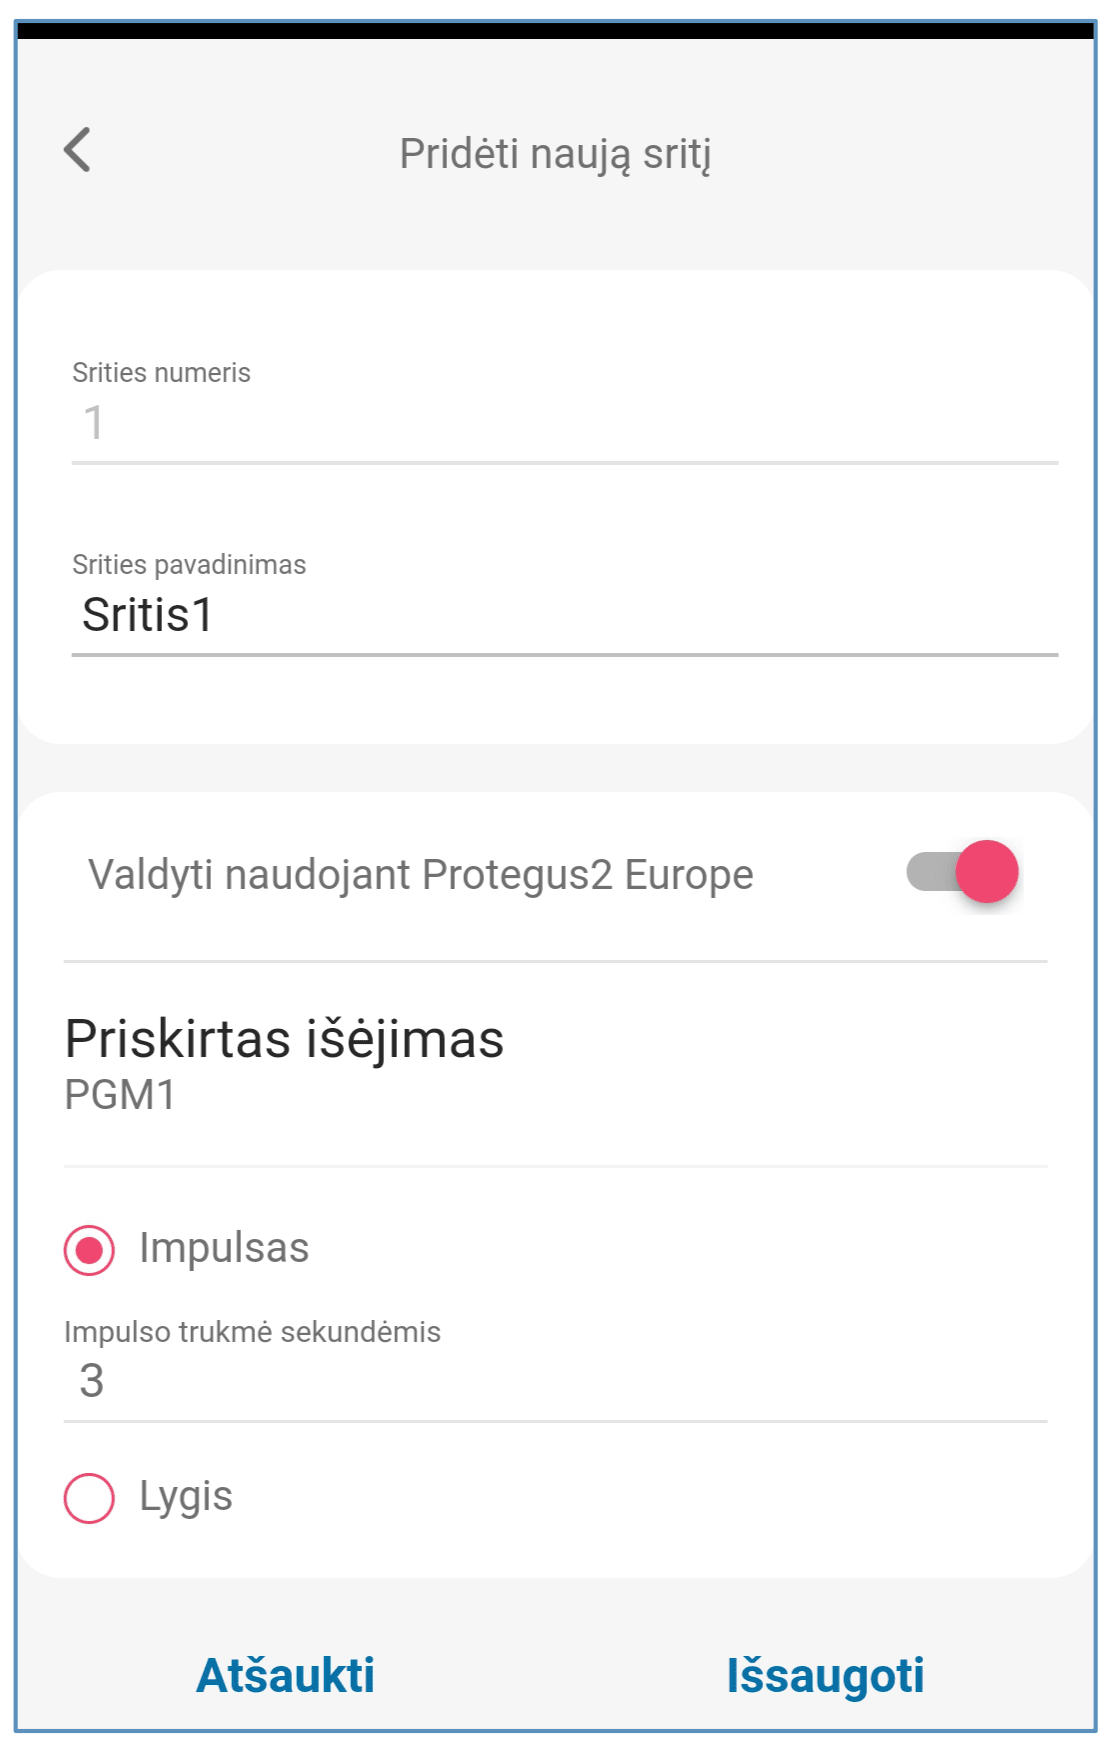 Pridėti naują sritį
Srities numeris
1
Srities pavadinimas
Sritis1
Valdyti naudojant Protegus2 Europe
Priskirtas išėjimas
PGM1
Impulsas
Impulso trukmė sekundėmis
3
Lygis
Atšaukti
Išsaugoti